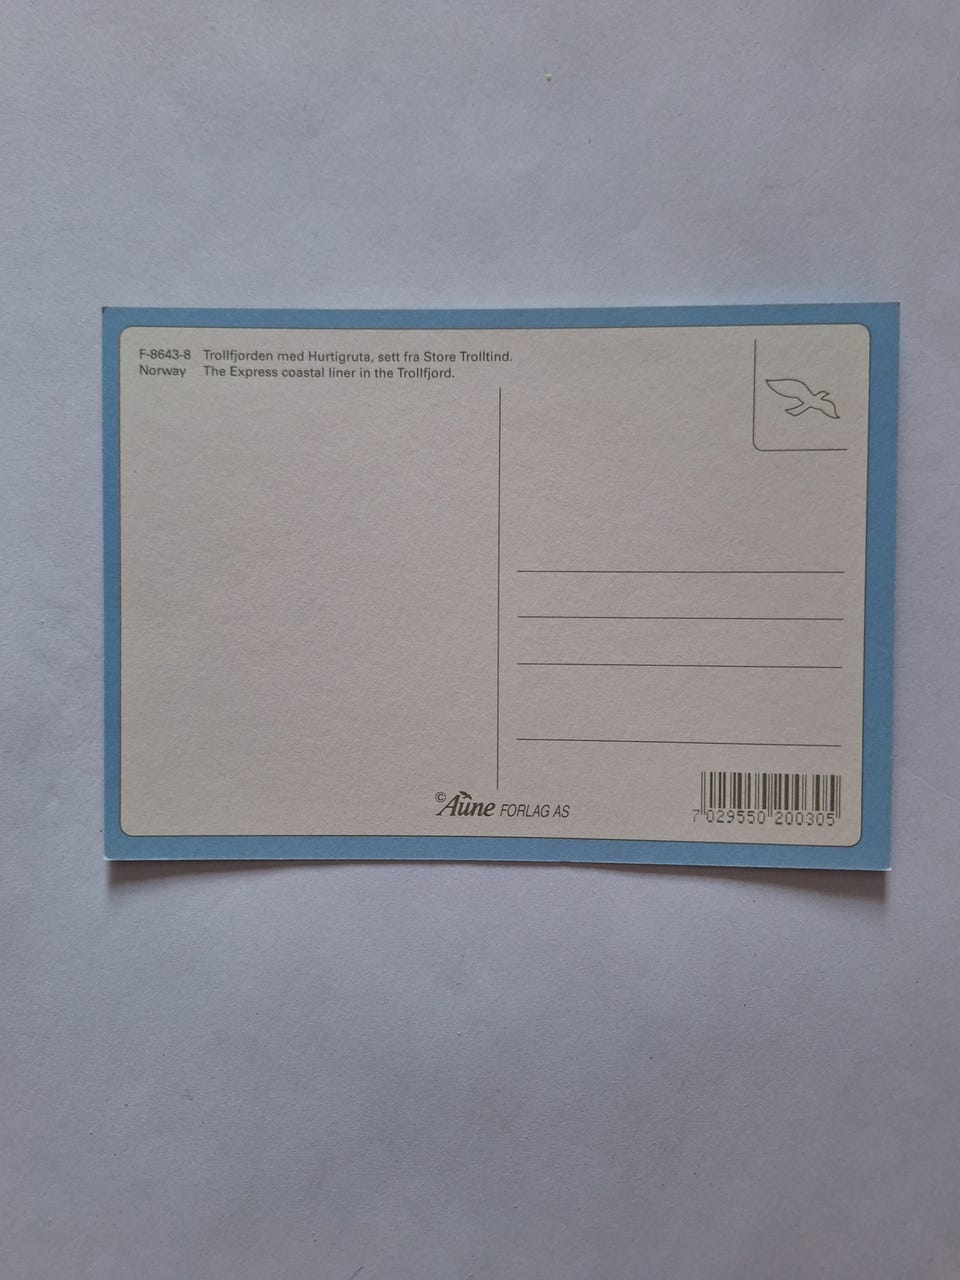 F-8643-8 Trollfjorden med Hurtigruta, sett fra Store Trolltind.
Norway The Express coastal liner in the Trollfjord.
© Aune FORLAG AS
7 029550 200305